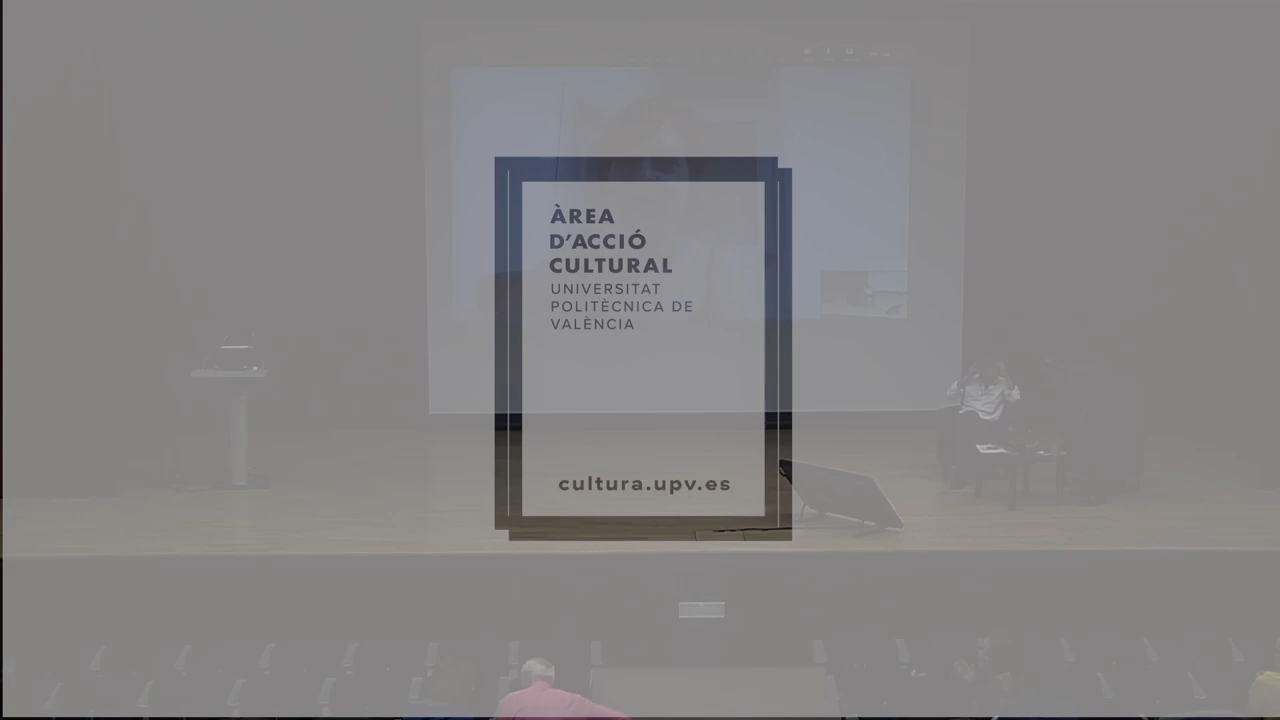 ÀREA
D'ACCIÓ
CULTURAL
UNIVERSITAT
POLITÈCNICA DE
VALÈNCIA
cultura.upv.es